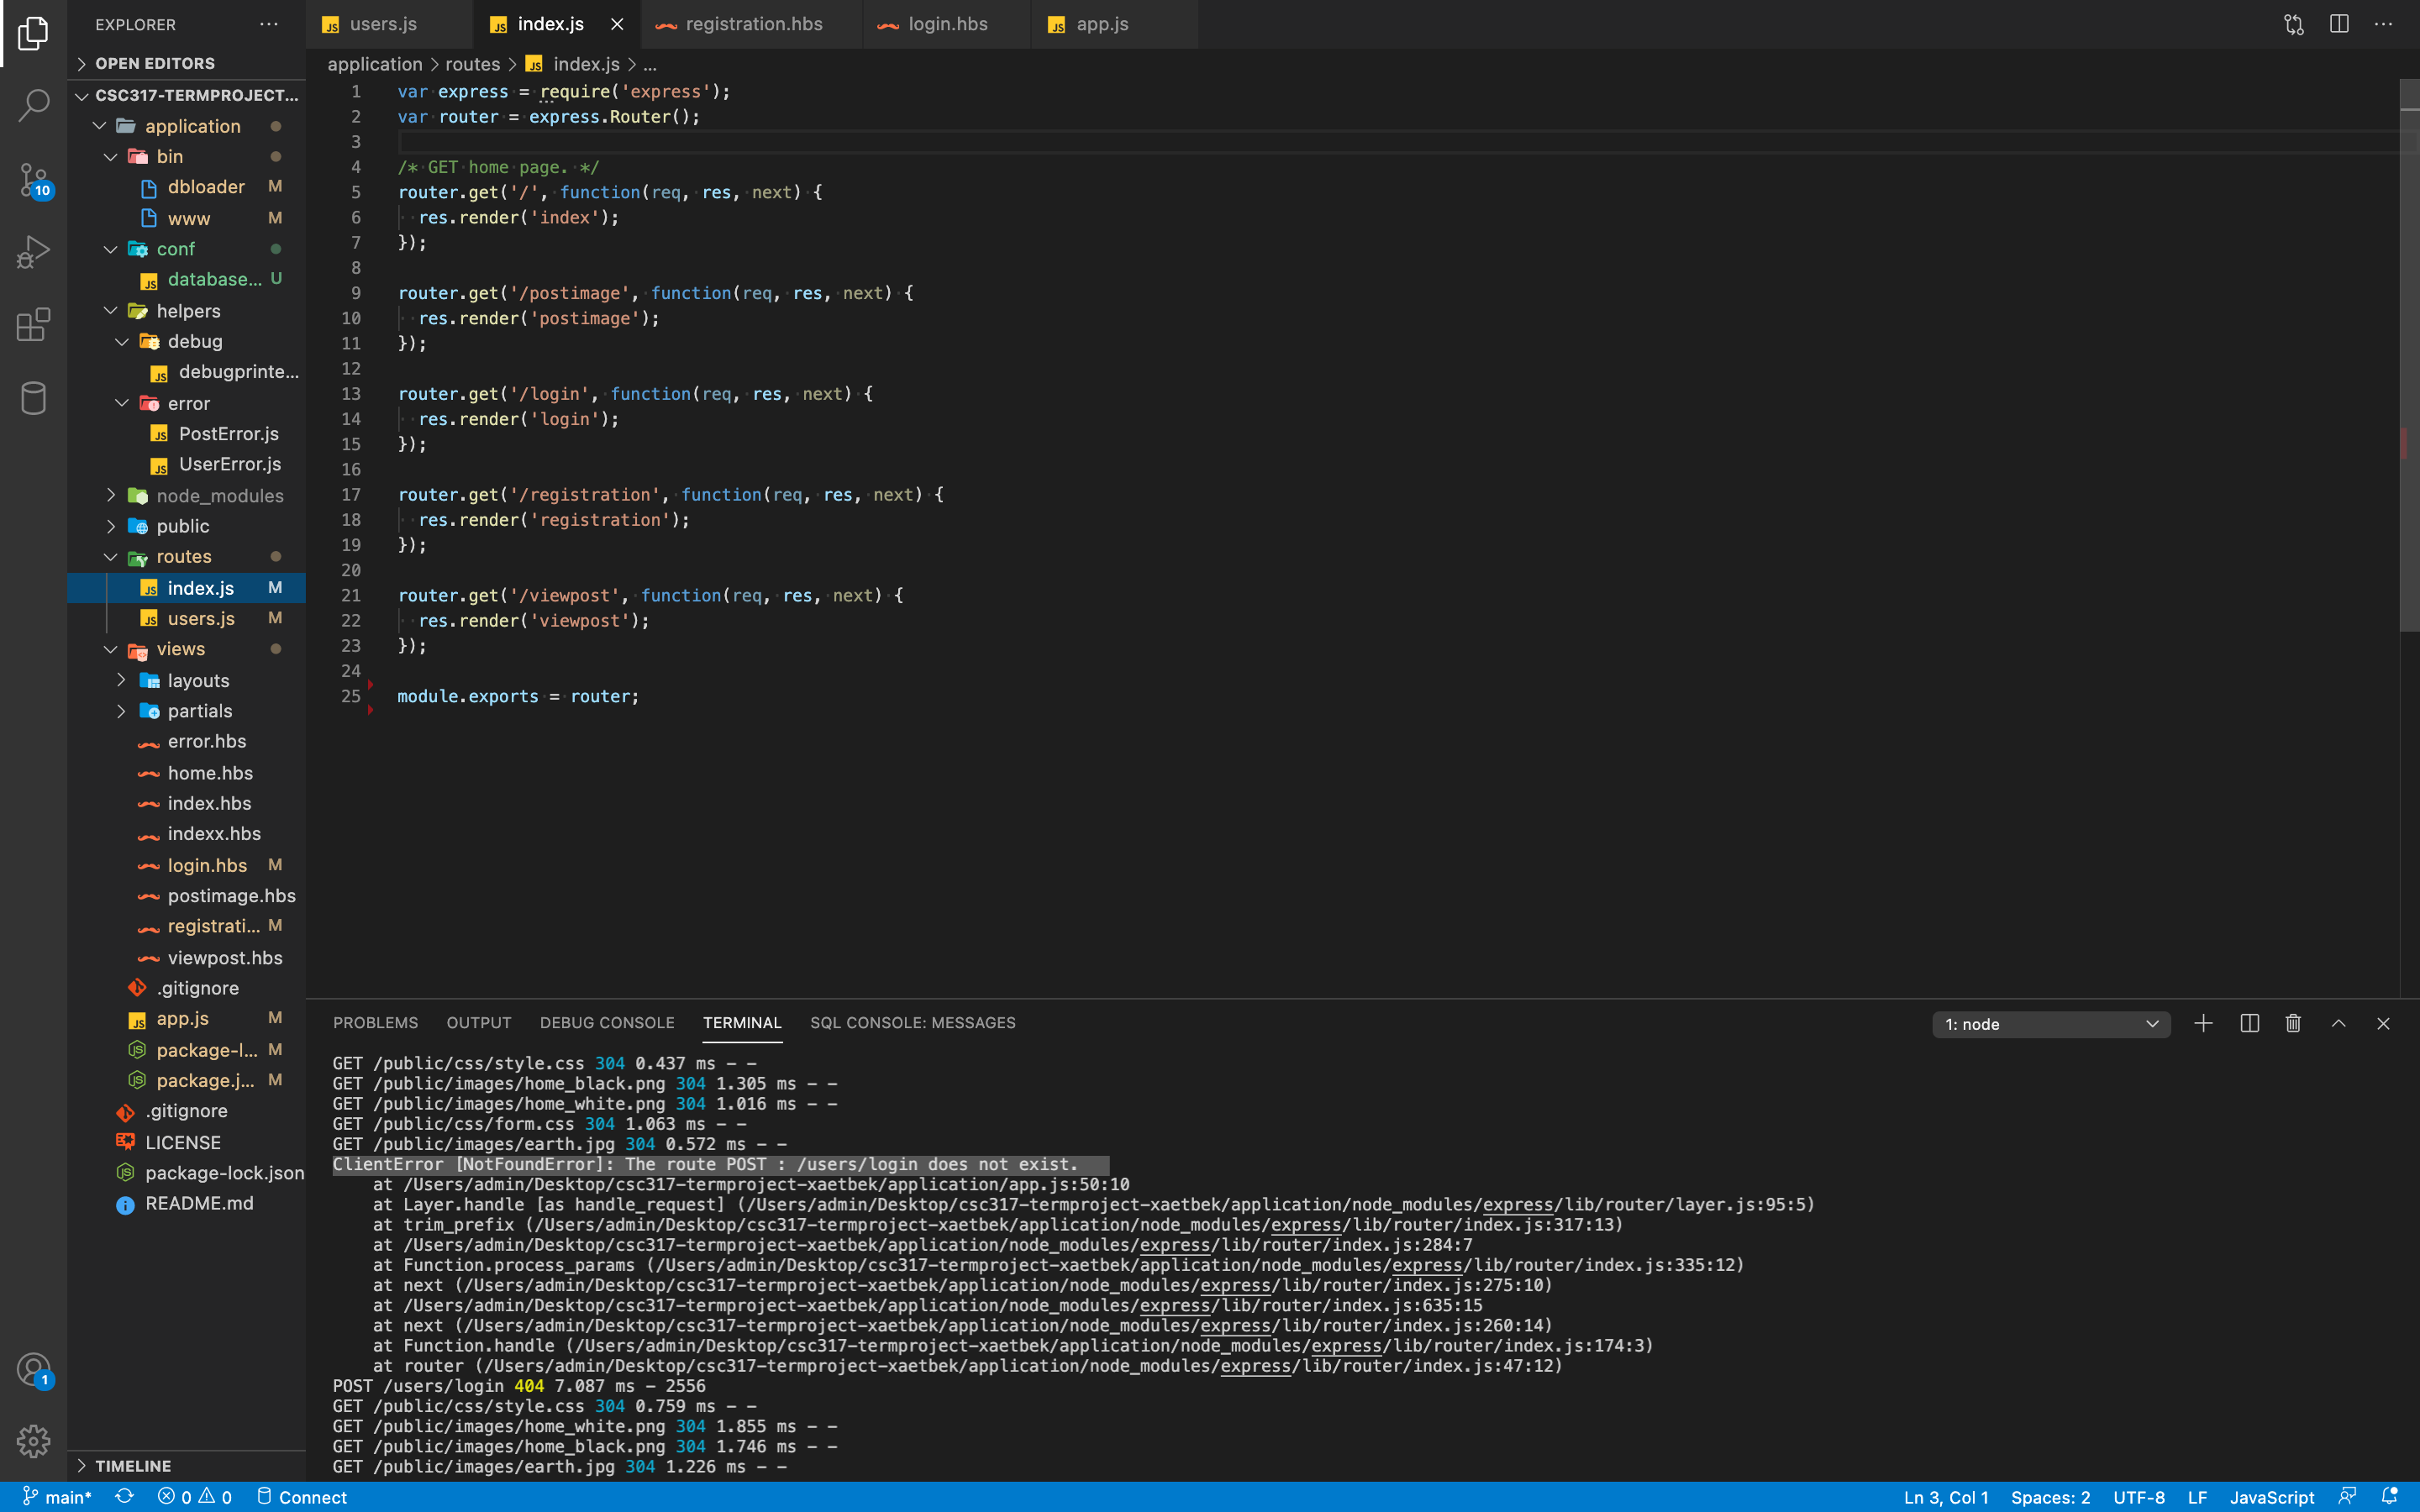 EXPLORER
OPEN EDITORS
CSC317-TERMPROJECT...
application
bin
dbloader M
www M
conf
database... U
helpers
debug
debugprinte...
error
PostError.js
UserError.js
node_modules
public
routes
index.js M
users.js M
views
layouts
partials
error.hbs
home.hbs
index.hbs
indexx.hbs
login.hbs M
postimage.hbs
registrati... M
viewpost.hbs
.gitignore
app.js M
package-l... M
package.j... M
.gitignore
LICENSE
package-lock.json
README.md
TIMELINE
10
1
users.js index.js registration.hbs login.hbs app.js
application > routes > JS index.js > ...
1 var express = require('express');
2 var router = express.Router();
3
4 /* GET home page. */
5 router.get('/', function(req, res, next) {
6 res.render('index');
7 });
8
9 router.get('/postimage', function(req, res, next) {
10 res.render('postimage');
11 });
12
13 router.get('/login', function(req, res, next) {
14 res.render('login');
15 });
16
17 router.get('/registration', function(req, res, next) {
18 res.render('registration');
19 });
20
21 router.get('/viewpost', function(req, res, next) {
22 res.render('viewpost');
23 });
24
25 module.exports = router;
PROBLEMS OUTPUT DEBUG CONSOLE TERMINAL SQL CONSOLE: MESSAGES 1: node
GET /public/css/style.css 304 0.437 ms - -
GET /public/images/home_black.png 304 1.305 ms - -
GET /public/images/home_white.png 304 1.016 ms - -
GET /public/css/form.css 304 1.063 ms - -
GET /public/images/earth.jpg 304 0.572 ms - -
ClientError [NotFoundError]: The route POST : /users/login does not exist.
at /Users/admin/Desktop/csc317-termproject-xaetbek/application/app.js:50:10
at Layer.handle [as handle_request] (/Users/admin/Desktop/csc317-termproject-xaetbek/application/node_modules/express/lib/router/layer.js:95:5)
at trim_prefix (/Users/admin/Desktop/csc317-termproject-xaetbek/application/node_modules/express/lib/router/index.js:317:13)
at /Users/admin/Desktop/csc317-termproject-xaetbek/application/node_modules/express/lib/router/index.js:284:7
at Function.process_params (/Users/admin/Desktop/csc317-termproject-xaetbek/application/node_modules/express/lib/router/index.js:335:12)
at next (/Users/admin/Desktop/csc317-termproject-xaetbek/application/node_modules/express/lib/router/index.js:275:10)
at /Users/admin/Desktop/csc317-termproject-xaetbek/application/node_modules/express/lib/router/index.js:635:15
at next (/Users/admin/Desktop/csc317-termproject-xaetbek/application/node_modules/express/lib/router/index.js:260:14)
at Function.handle (/Users/admin/Desktop/csc317-termproject-xaetbek/application/node_modules/express/lib/router/index.js:174:3)
at router (/Users/admin/Desktop/csc317-termproject-xaetbek/application/node_modules/express/lib/router/index.js:47:12)
POST /users/login 404 7.087 ms - 2556
GET /public/css/style.css 304 0.759 ms - -
GET /public/images/home_white.png 304 1.855 ms - -
GET /public/images/home_black.png 304 1.746 ms - -
GET /public/images/earth.jpg 304 1.226 ms - -
main* 0 0 Connect Ln 3, Col 1 Spaces: 2 UTF-8 LF JavaScript